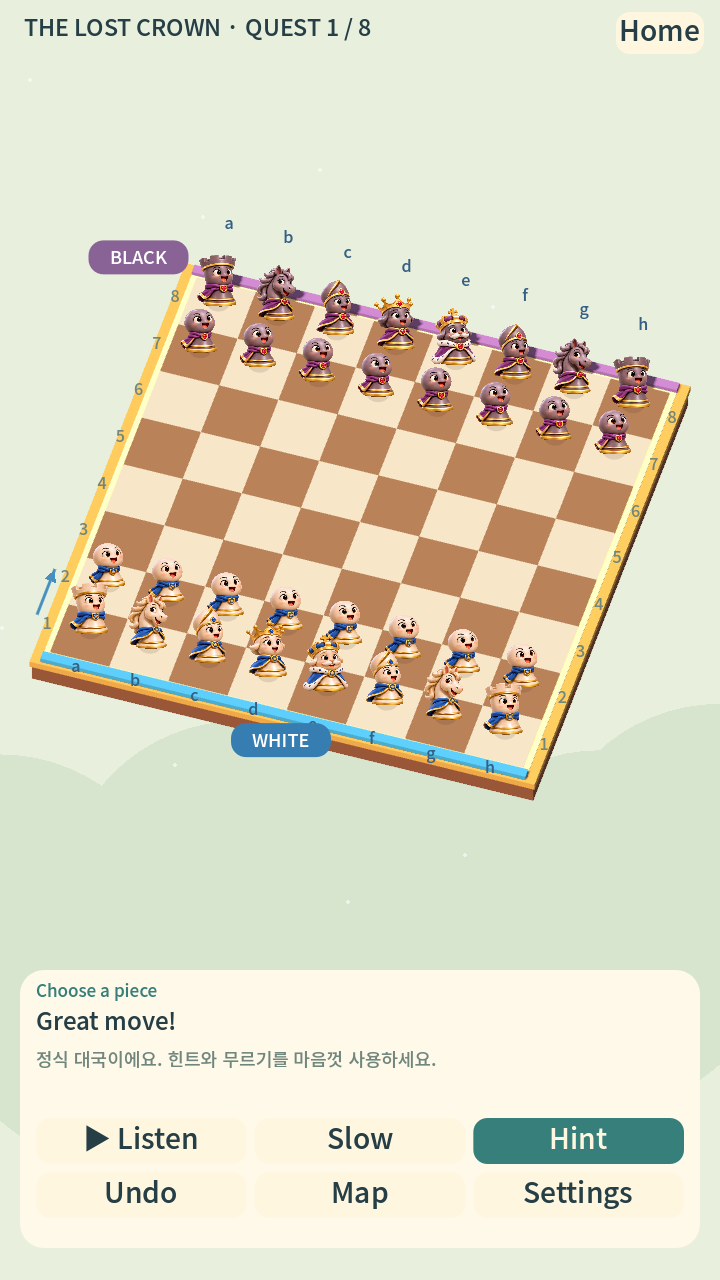 THE LOST CROWN · QUEST 1 / 8
Home
a b c d e f g h
BLACK
8 7 6 5 4 3 2 1
8 7 6 5 4 3 2 1
a b c d f g h
WHITE
Choose a piece
Great move!
정식 대국이에요. 힌트와 무르기를 마음껏 사용하세요.
▶ Listen
Slow
Hint
Undo
Map
Settings